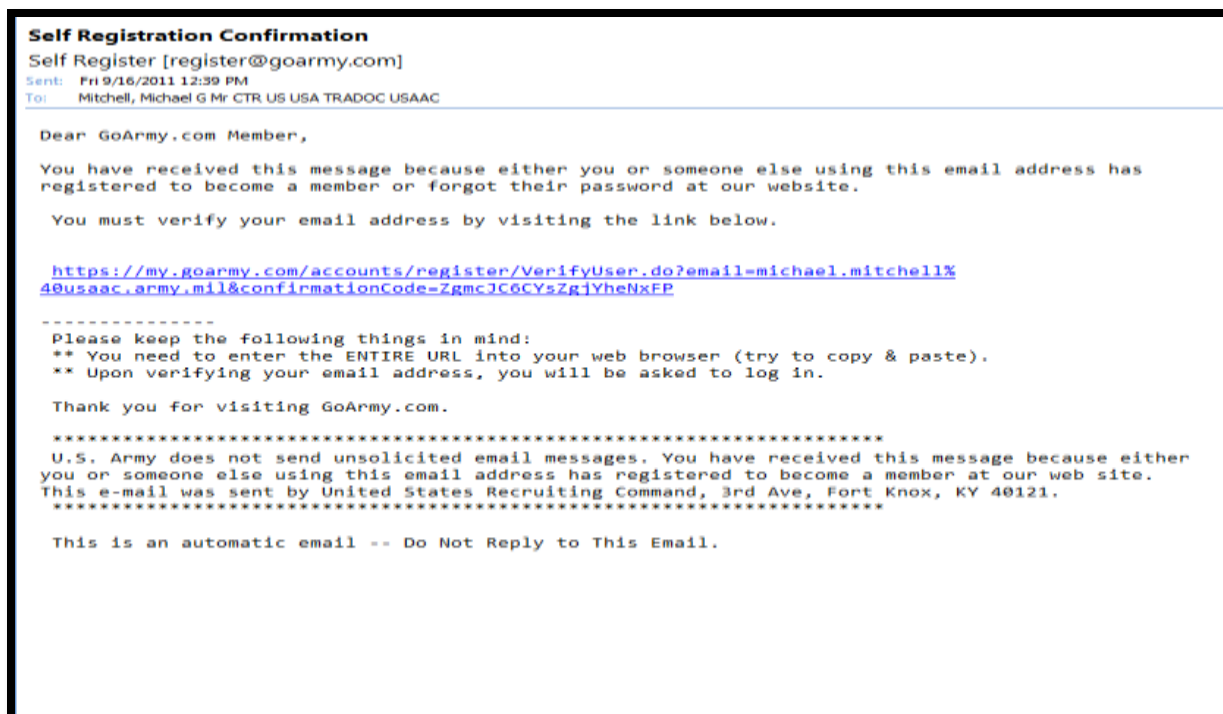 Self Registration Confirmation
Self Register [register@goarmy.com]
Sent: Fri 9/16/2011 12:39 PM
To: Mitchell, Michael G Mr CTR US USA TRADOC USAAC
Dear GoArmy.com Member,
You have received this message because either you or someone else using this email address has
registered to become a member or forgot their password at our website.
You must verify your email address by visiting the link below.
https://my.goarmy.com/accounts/register/VerifyUser.do?email=michael.mitchell%
40usaac.army.mil&confirmationCode=ZgmcJC6CYsZgjYheNxFP
---------------
Please keep the following things in mind:
** You need to enter the ENTIRE URL into your web browser (try to copy & paste).
** Upon verifying your email address, you will be asked to log in.
Thank you for visiting GoArmy.com.
***********************************************************************
U.S. Army does not send unsolicited email messages. You have received this message because either
you or someone else using this email address has registered to become a member at our web site.
This e-mail was sent by United States Recruiting Command, 3rd Ave, Fort Knox, KY 40121.
***********************************************************************
This is an automatic email -- Do Not Reply to This Email.